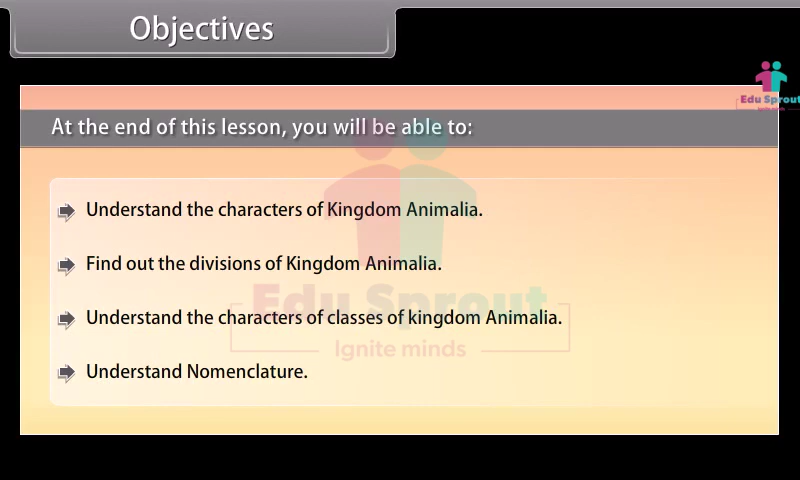 Objectives
Edu Sprout
At the end of this lesson, you will be able to:
Understand the characters of Kingdom Animalia.
Find out the divisions of Kingdom Animalia.
Edu Sprout
Understand the characters of classes of kingdom Animalia.
Ignite minds
Understand Nomenclature.